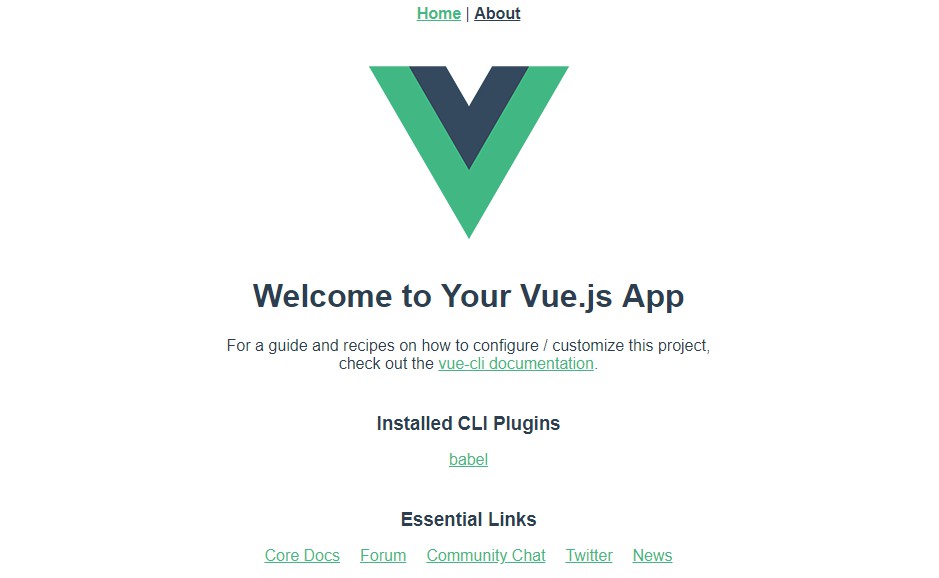 Home | About
Welcome to Your Vue.js App
For a guide and recipes on how to configure / customize this project,
check out the vue-cli documentation.
Installed CLI Plugins
babel
Essential Links
Core Docs Forum Community Chat Twitter News